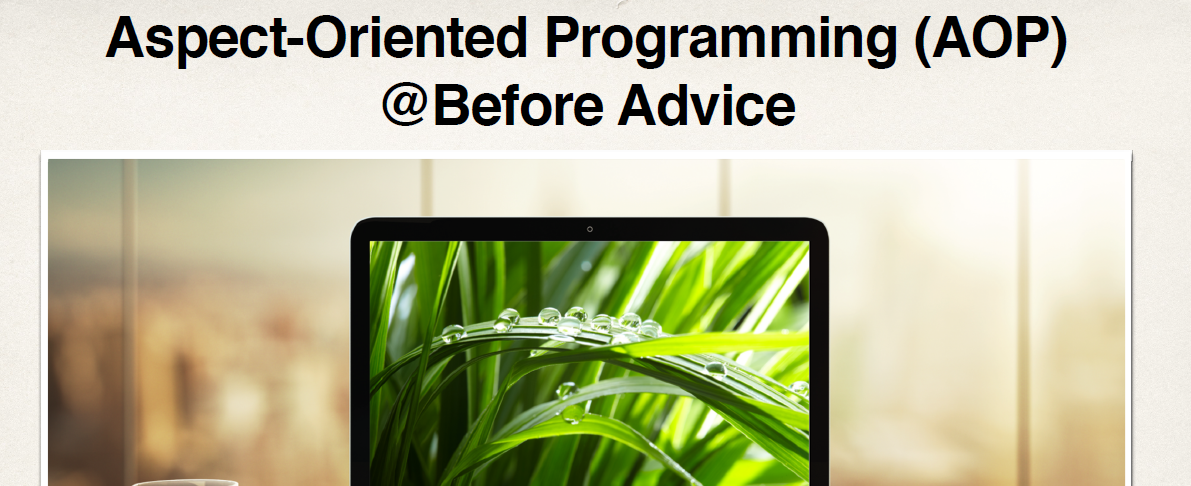 Aspect-Oriented Programming (AOP)
@Before Advice